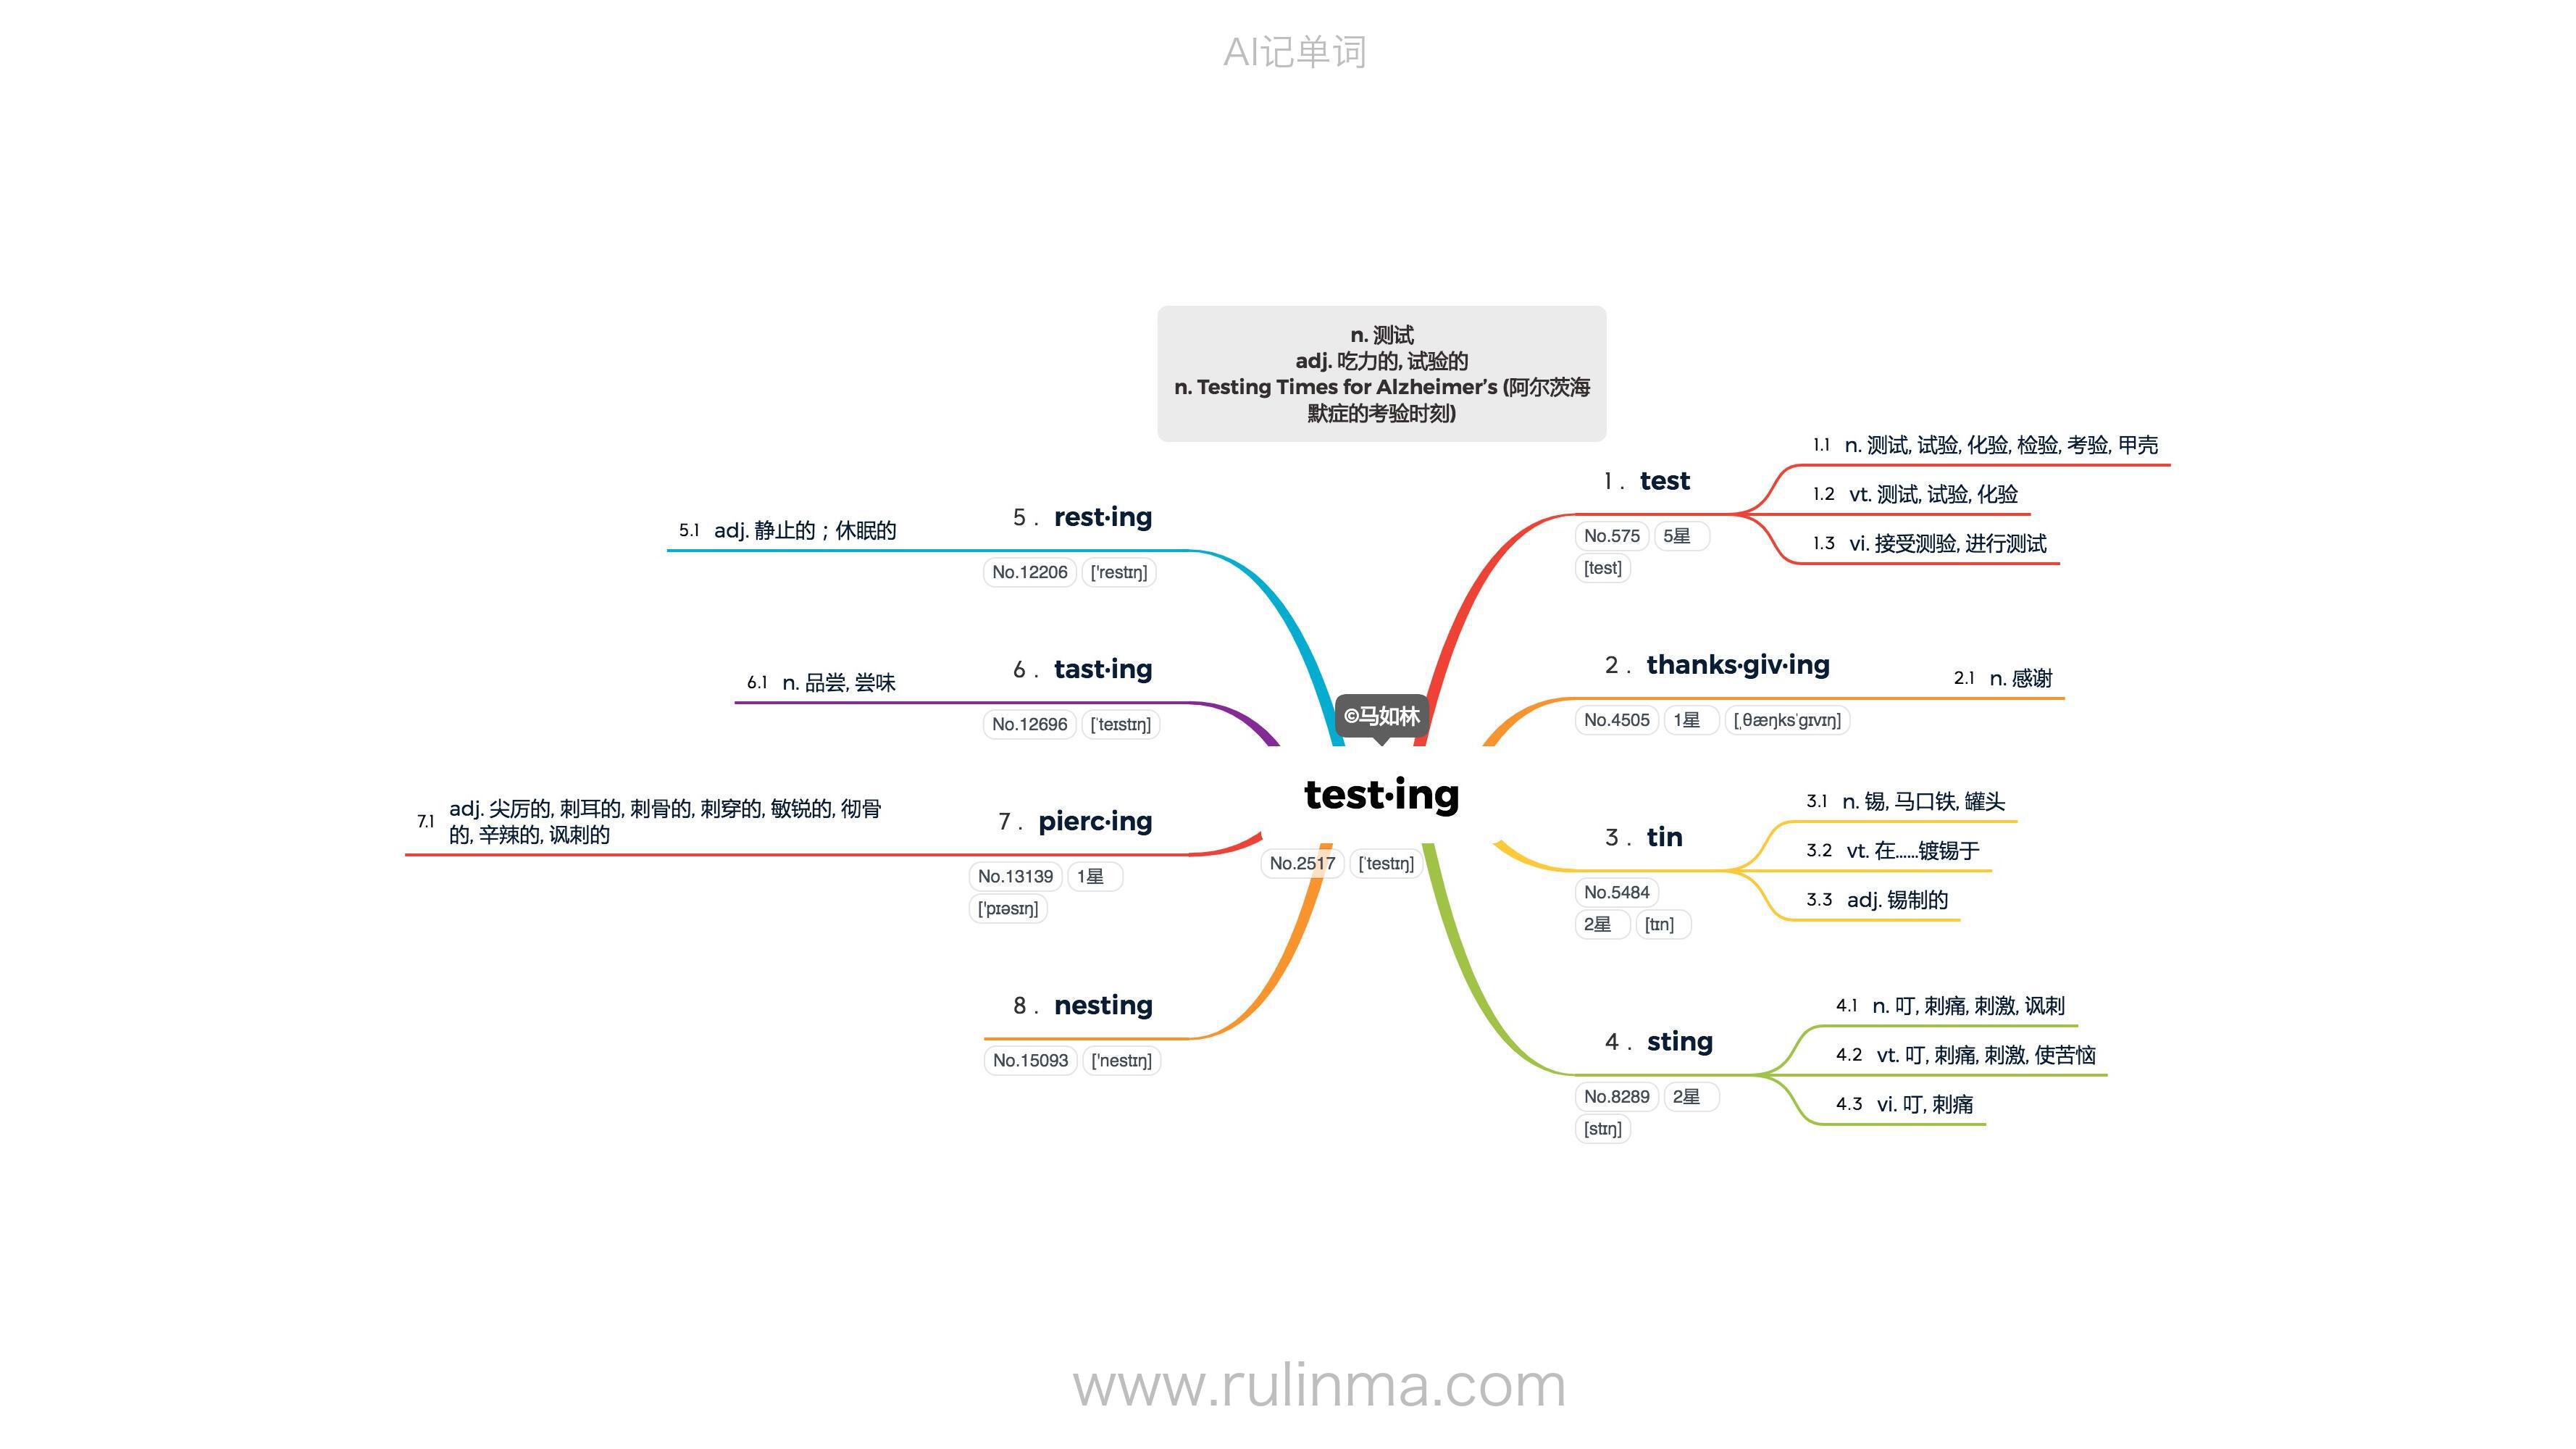 AI记单词
n. 测试
adj. 吃力的, 试验的
n. Testing Times for Alzheimer’s (阿尔茨海
默症的考验时刻)
©马如林
test·ing
No.2517 [ˈtestɪŋ]
1 . test
No.575 5星
[test]
1.1 n. 测试, 试验, 化验, 检验, 考验, 甲壳
1.2 vt. 测试, 试验, 化验
1.3 vi. 接受测验, 进行测试
2 . thanks·giv·ing
No.4505 1星 [ˌθæŋksˈɡɪvɪŋ]
2.1 n. 感谢
3 . tin
No.5484
2星 [tɪn]
3.1 n. 锡, 马口铁, 罐头
3.2 vt. 在……镀锡于
3.3 adj. 锡制的
4 . sting
No.8289 2星
[stɪŋ]
4.1 n. 叮, 刺痛, 刺激, 讽刺
4.2 vt. 叮, 刺痛, 刺激, 使苦恼
4.3 vi. 叮, 刺痛
5 . rest·ing
No.12206 ['restɪŋ]
5.1 adj. 静止的；休眠的
6 . tast·ing
No.12696 [ˈteɪstɪŋ]
6.1 n. 品尝, 尝味
7 . pierc·ing
No.13139 1星
['pɪəsɪŋ]
7.1 adj. 尖厉的, 刺耳的, 刺骨的, 刺穿的, 敏锐的, 彻骨
的, 辛辣的, 讽刺的
8 . nesting
No.15093 ['nestɪŋ]
www.rulinma.com